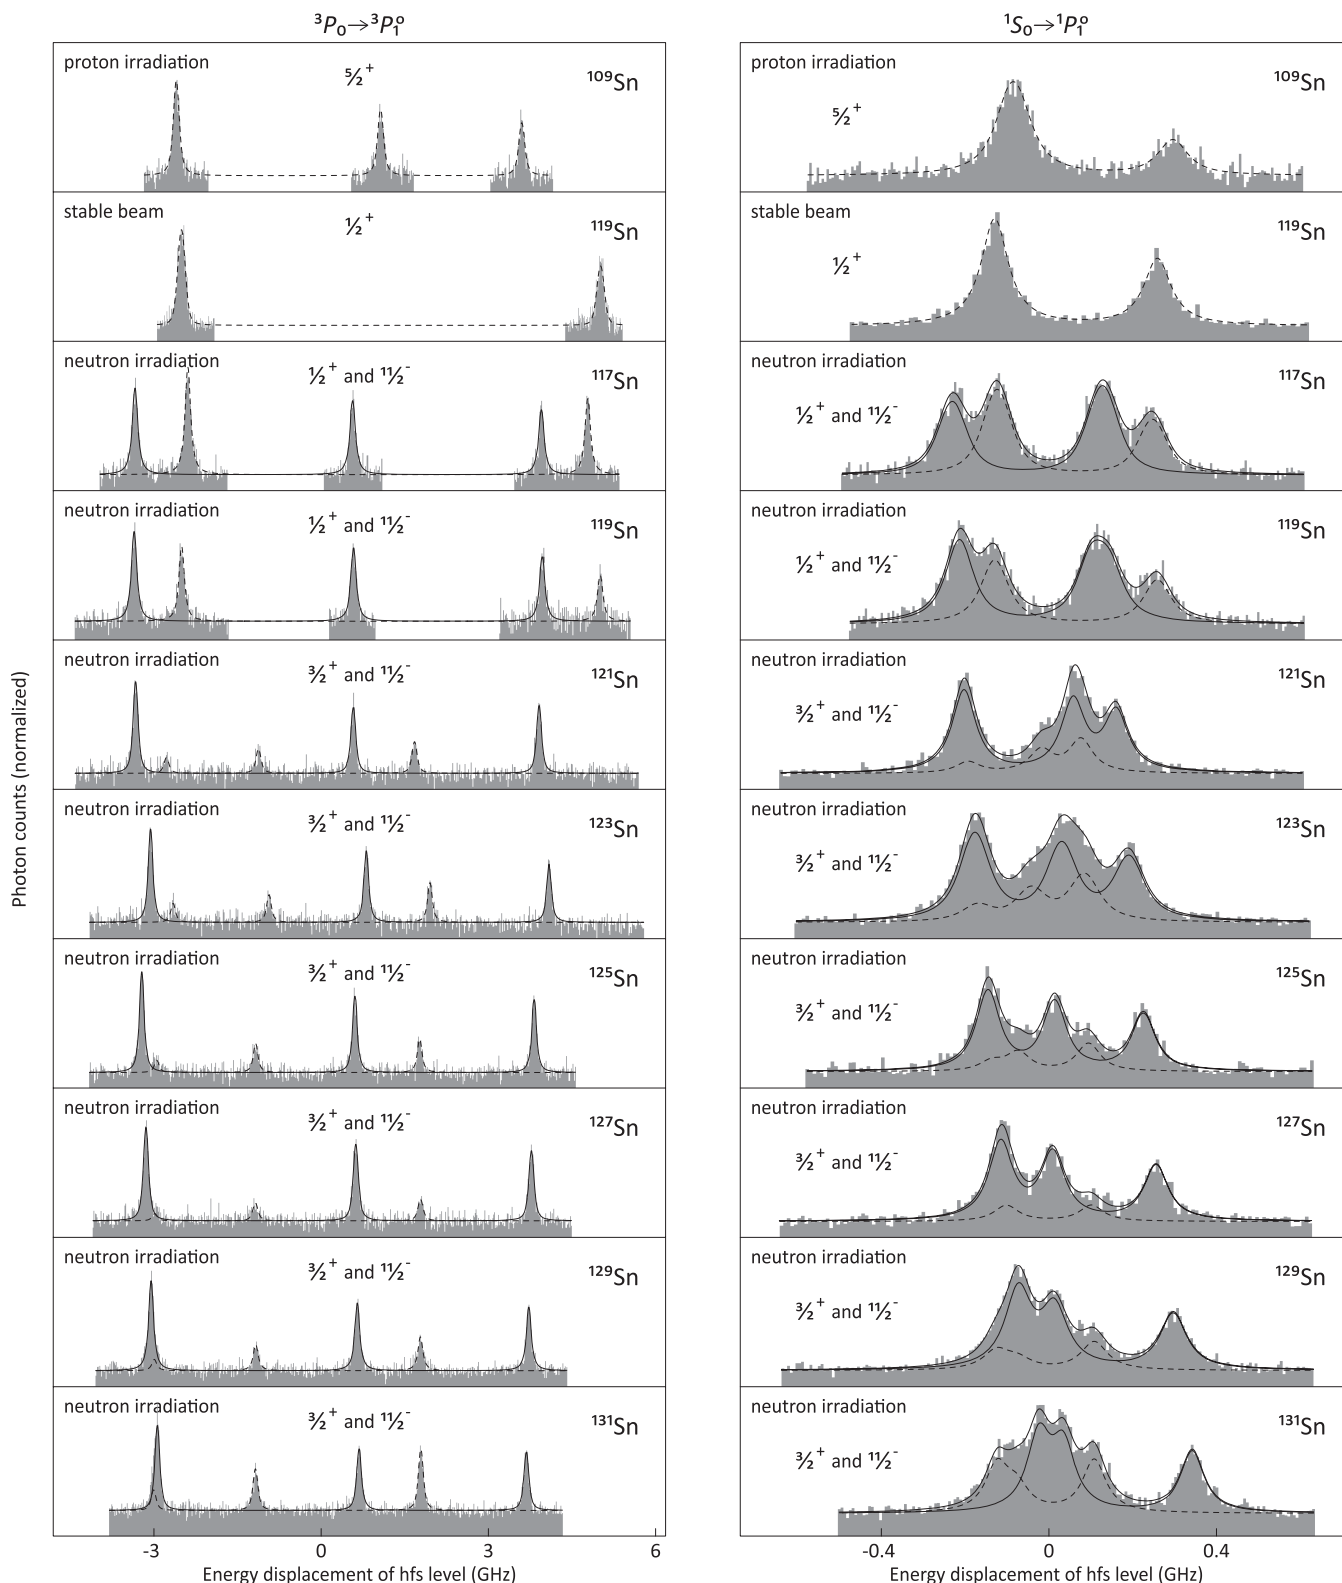 ³P₀→³P₁º
¹S₀→¹P₁º
proton irradiation
⁵⁄₂⁺
¹⁰⁹Sn
proton irradiation
⁵⁄₂⁺
¹⁰⁹Sn
stable beam
¹⁄₂⁺
¹¹⁹Sn
stable beam
¹⁄₂⁺
¹¹⁹Sn
neutron irradiation
¹⁄₂⁺ and ¹¹⁄₂⁻
¹¹⁷Sn
neutron irradiation
¹⁄₂⁺ and ¹¹⁄₂⁻
¹¹⁷Sn
neutron irradiation
¹⁄₂⁺ and ¹¹⁄₂⁻
¹¹⁹Sn
neutron irradiation
¹⁄₂⁺ and ¹¹⁄₂⁻
¹¹⁹Sn
neutron irradiation
³⁄₂⁺ and ¹¹⁄₂⁻
¹²¹Sn
neutron irradiation
³⁄₂⁺ and ¹¹⁄₂⁻
¹²¹Sn
neutron irradiation
³⁄₂⁺ and ¹¹⁄₂⁻
¹²³Sn
neutron irradiation
³⁄₂⁺ and ¹¹⁄₂⁻
¹²³Sn
neutron irradiation
³⁄₂⁺ and ¹¹⁄₂⁻
¹²⁵Sn
neutron irradiation
³⁄₂⁺ and ¹¹⁄₂⁻
¹²⁵Sn
neutron irradiation
³⁄₂⁺ and ¹¹⁄₂⁻
¹²⁷Sn
neutron irradiation
³⁄₂⁺ and ¹¹⁄₂⁻
¹²⁷Sn
neutron irradiation
³⁄₂⁺ and ¹¹⁄₂⁻
¹²⁹Sn
neutron irradiation
³⁄₂⁺ and ¹¹⁄₂⁻
¹²⁹Sn
neutron irradiation
³⁄₂⁺ and ¹¹⁄₂⁻
¹³¹Sn
neutron irradiation
³⁄₂⁺ and ¹¹⁄₂⁻
¹³¹Sn
Photon counts (normalized)
-3 0 3 6
-0.4 0 0.4
Energy displacement of hfs level (GHz)
Energy displacement of hfs level (GHz)